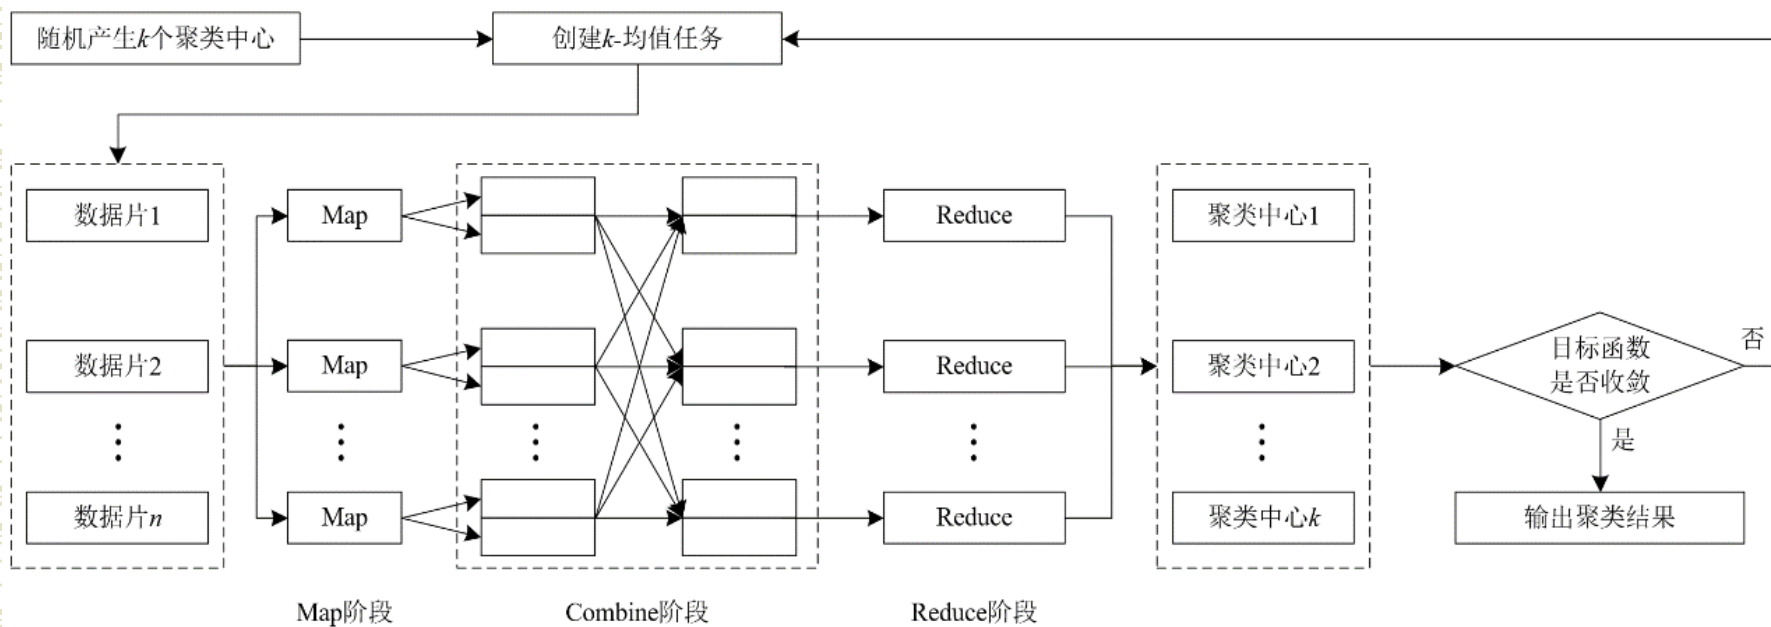 随机产生k个聚类中心
创建k-均值任务
数据片1
Map
Reduce
聚类中心1
数据片2
Map
Reduce
聚类中心2
目标函数
是否收敛
否
是
数据片n
Map
Reduce
聚类中心k
输出聚类结果
Map阶段
Combine阶段
Reduce阶段